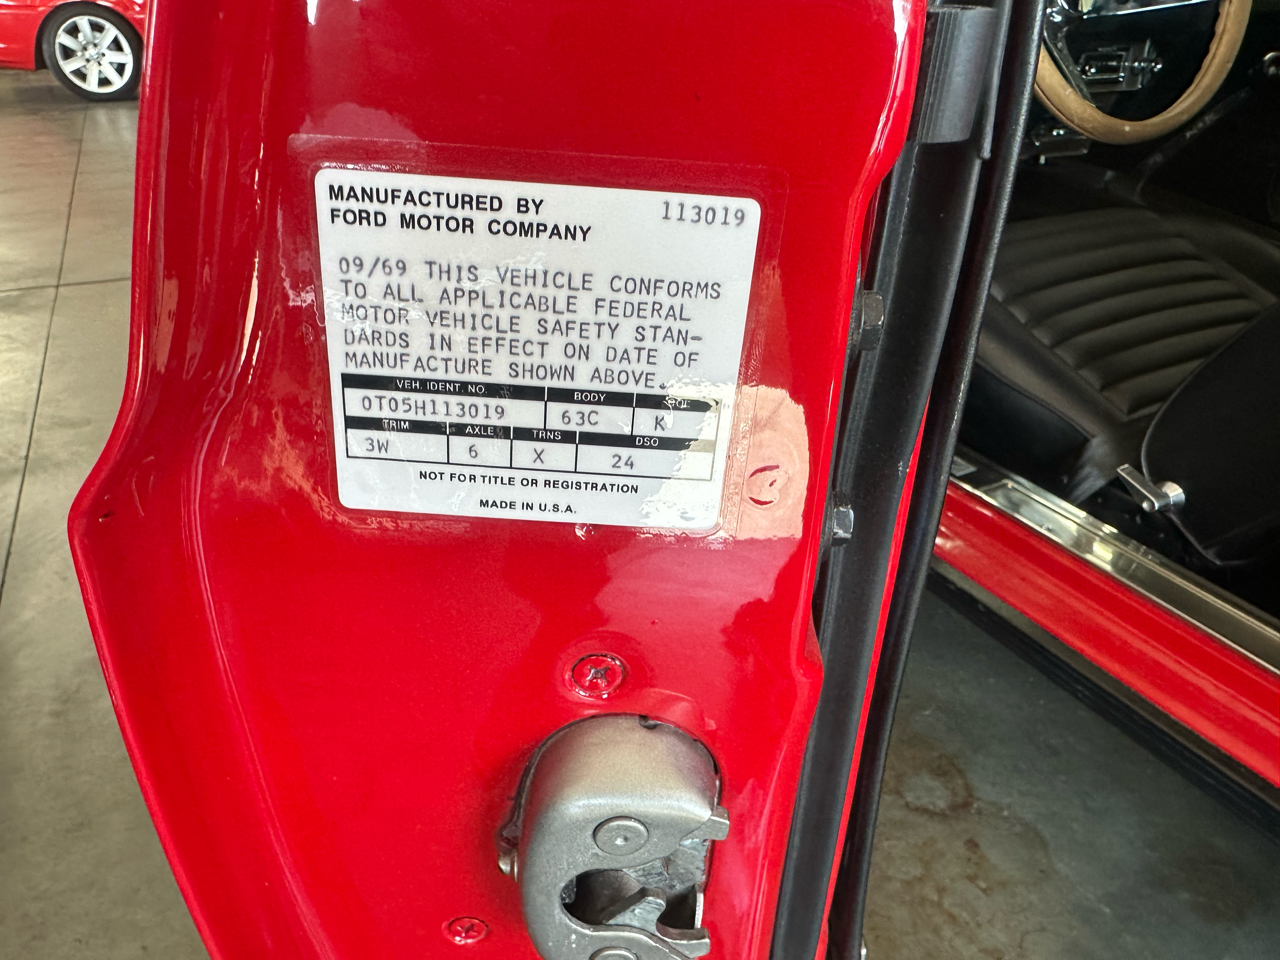 MANUFACTURED BY
FORD MOTOR COMPANY
113019
09/69 THIS VEHICLE CONFORMS
TO ALL APPLICABLE FEDERAL
MOTOR VEHICLE SAFETY STAN-
DARDS IN EFFECT ON DATE OF
MANUFACTURE SHOWN ABOVE.
VEH. IDENT. NO. BODY
0T05H113019 63C K
TRIM AXLE TRNS DSO
3W 6 X 24
NOT FOR TITLE OR REGISTRATION
MADE IN U.S.A.